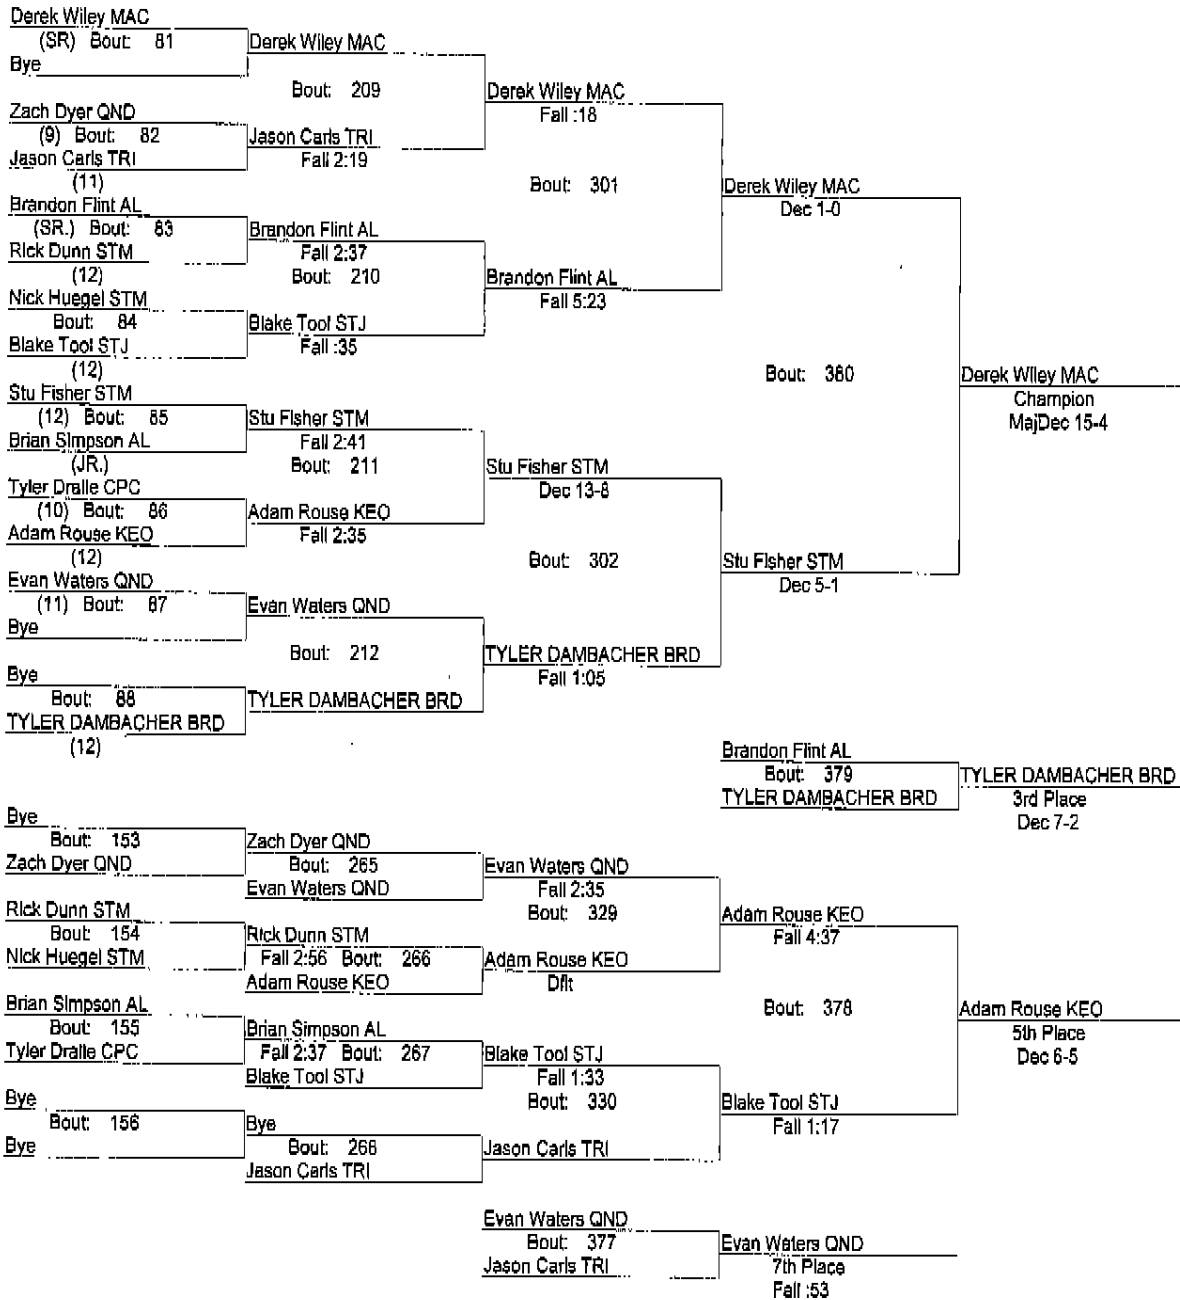 Derek Wiley MAC
(SR) Bout: 81
Bye
Derek Wiley MAC
Bout: 209
Zach Dyer QND
(9) Bout: 82
Jason Carls TRI
(11)
Jason Carls TRI
Fall 2:19
Derek Wiley MAC
Fall :18
Bout: 301
Brandon Flint AL
(SR.) Bout: 83
Rick Dunn STM
(12)
Brandon Flint AL
Fall 2:37
Bout: 210
Nick Huegel STM
Bout: 84
Blake Tool STJ
(12)
Blake Tool STJ
Fall :35
Brandon Flint AL
Fall 5:23
Derek Wiley MAC
Dec 1-0
Bout: 380
Derek Wiley MAC
Champion
MajDec 15-4
Stu Fisher STM
(12) Bout: 85
Brian Simpson AL
(JR.)
Stu Fisher STM
Fall 2:41
Bout: 211
Tyler Dralle CPC
(10) Bout: 86
Adam Rouse KEO
(12)
Adam Rouse KEO
Fall 2:35
Stu Fisher STM
Dec 13-8
Bout: 302
Stu Fisher STM
Dec 5-1
Evan Waters QND
(11) Bout: 87
Bye
Evan Waters QND
Bout: 212
Bye
Bout: 88
TYLER DAMBACHER BRD
(12)
TYLER DAMBACHER BRD
TYLER DAMBACHER BRD
Fall 1:05
Brandon Flint AL
Bout: 379
TYLER DAMBACHER BRD
TYLER DAMBACHER BRD
3rd Place
Dec 7-2
Bye
Bout: 153
Zach Dyer QND
Zach Dyer QND
Bout: 265
Evan Waters QND
Evan Waters QND
Fall 2:35
Bout: 329
Rick Dunn STM
Bout: 154
Nick Huegel STM
Rick Dunn STM
Fall 2:56 Bout: 266
Adam Rouse KEO
Adam Rouse KEO
Dflt
Adam Rouse KEO
Fall 4:37
Bout: 378
Adam Rouse KEO
5th Place
Dec 6-5
Brian Simpson AL
Bout: 155
Tyler Dralle CPC
Brian Simpson AL
Fall 2:37 Bout: 267
Blake Tool STJ
Blake Tool STJ
Fall 1:33
Bout: 330
Bye
Bout: 156
Bye
Bye
Bout: 268
Jason Carls TRI
Jason Carls TRI
Blake Tool STJ
Fall 1:17
Evan Waters QND
Bout: 377
Jason Carls TRI
Evan Waters QND
7th Place
Fall :53